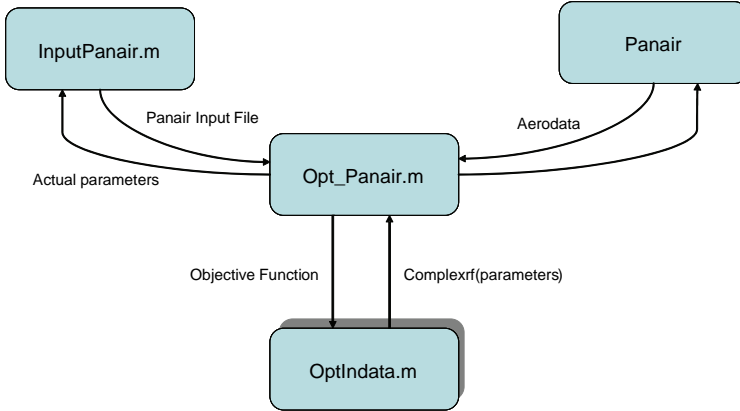 InputPanair.m
Panair
Panair Input File
Aerodata
Actual parameters
Opt_Panair.m
Objective Function
Complexrf(parameters)
OptIndata.m